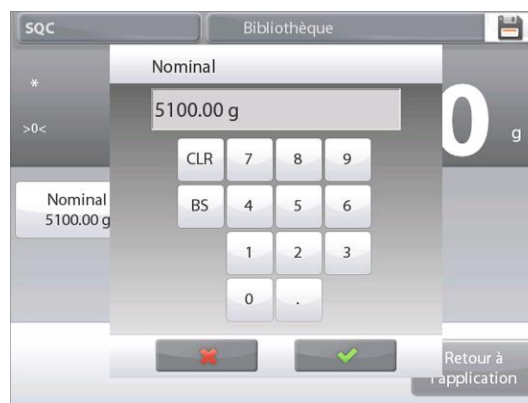 SQC
Bibliothèque
Nominal
*
5100.00 g
>0<
0 g
CLR 7 8 9
Nominal
5100.00 g
BS 4 5 6
1 2 3
0 .
Retour à
l'application